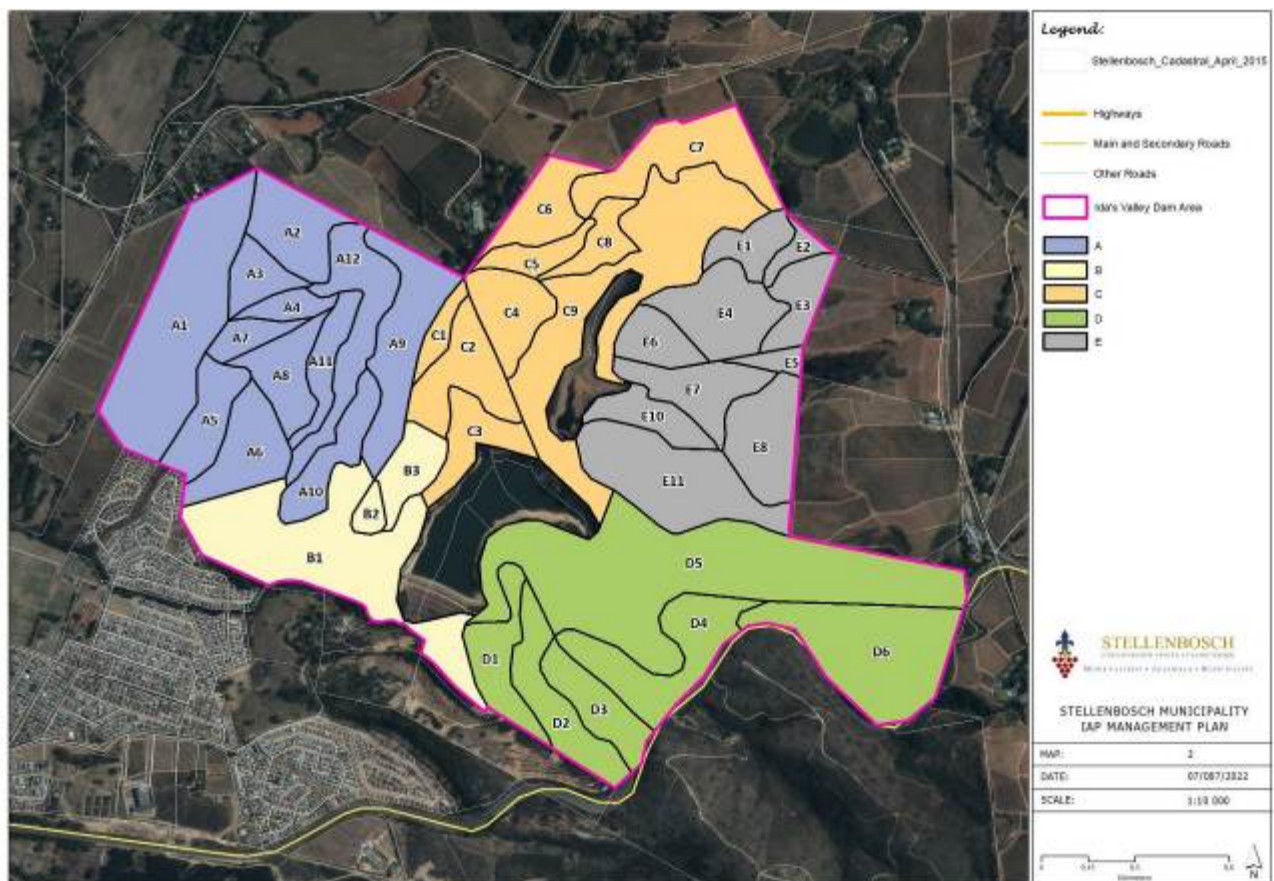 Legend:
Stellenbosch_Cadastral_April_2015
Highways
Main and Secondary Roads
Other Roads
Ida's Valley Dam Area
A
B
C
D
E
C7
C6
A2
C8
E1
E2
A12
A3
C5
E3
A4
C4
C9
E4
A1
A7
C1
C2
A9
E6
A11
E5
A8
E7
A5
E10
C3
A6
E8
B3
E11
A10
B2
B1
D5
D4
D1
D6
D3
D2
STELLENBOSCH
STELLENBOSCH MUNICIPALITY
IAP MANAGEMENT PLAN
MAP: 2
DATE: 07/087/2022
SCALE: 1:10 000
N